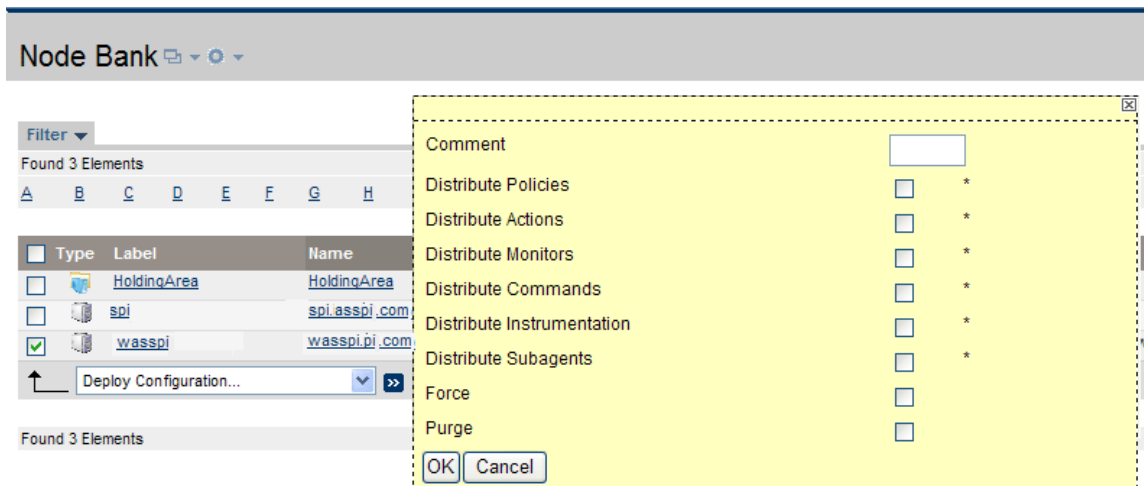 Node Bank
Filter
Found 3 Elements
A B C D E F G H
Type Label Name
HoldingArea HoldingArea
spi spi.asspi.com
wasspi wasspi.pi.com
Deploy Configuration...
Found 3 Elements
Comment
Distribute Policies *
Distribute Actions *
Distribute Monitors *
Distribute Commands *
Distribute Instrumentation *
Distribute Subagents *
Force
Purge
OK Cancel